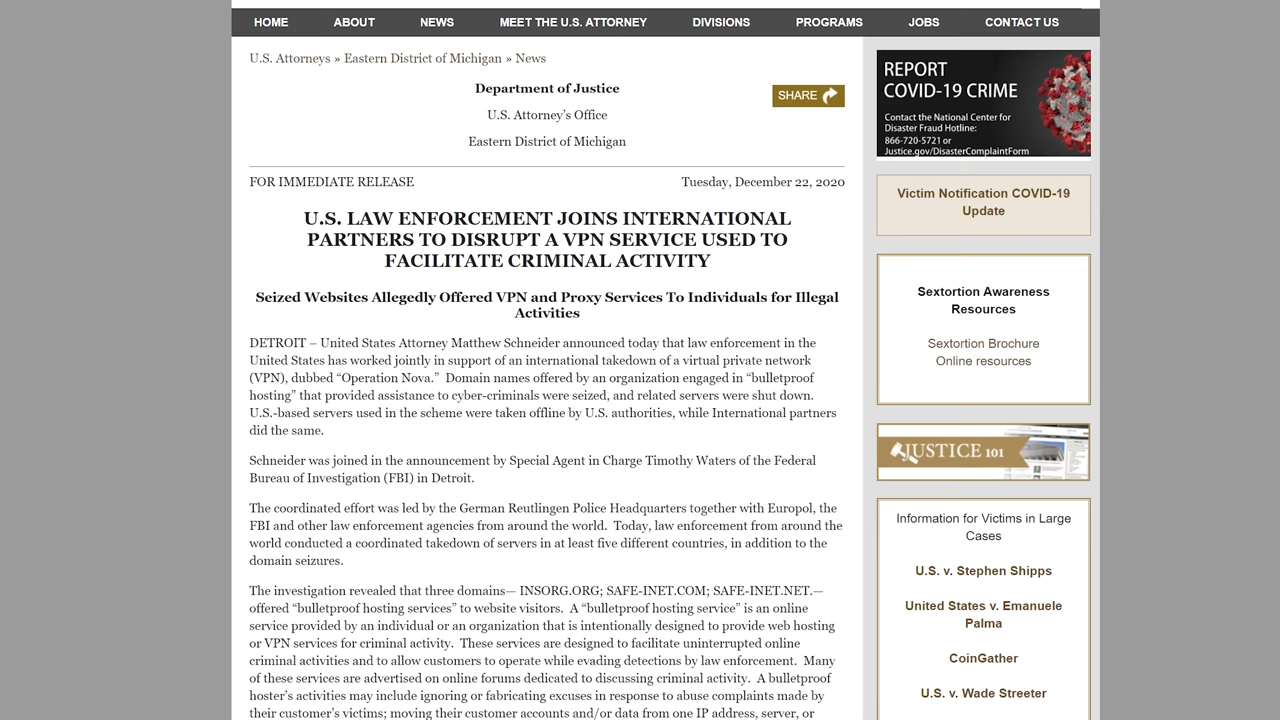 HOME ABOUT NEWS MEET THE U.S. ATTORNEY DIVISIONS PROGRAMS JOBS CONTACT US
U.S. Attorneys » Eastern District of Michigan » News
Department of Justice
SHARE
U.S. Attorney's Office
Eastern District of Michigan
FOR IMMEDIATE RELEASE Tuesday, December 22, 2020
U.S. LAW ENFORCEMENT JOINS INTERNATIONAL
PARTNERS TO DISRUPT A VPN SERVICE USED TO
FACILITATE CRIMINAL ACTIVITY
Seized Websites Allegedly Offered VPN and Proxy Services To Individuals for Illegal
Activities
DETROIT – United States Attorney Matthew Schneider announced today that law enforcement in the
United States has worked jointly in support of an international takedown of a virtual private network
(VPN), dubbed “Operation Nova.” Domain names offered by an organization engaged in “bulletproof
hosting” that provided assistance to cyber-criminals were seized, and related servers were shut down.
U.S.-based servers used in the scheme were taken offline by U.S. authorities, while International partners
did the same.
Schneider was joined in the announcement by Special Agent in Charge Timothy Waters of the Federal
Bureau of Investigation (FBI) in Detroit.
The coordinated effort was led by the German Reutlingen Police Headquarters together with Europol, the
FBI and other law enforcement agencies from around the world. Today, law enforcement from around the
world conducted a coordinated takedown of servers in at least five different countries, in addition to the
domain seizures.
The investigation revealed that three domains— INSORG.ORG; SAFE-INET.COM; SAFE-INET.NET.—
offered “bulletproof hosting services” to website visitors. A “bulletproof hosting service” is an online
service provided by an individual or an organization that is intentionally designed to provide web hosting
or VPN services for criminal activity. These services are designed to facilitate uninterrupted online
criminal activities and to allow customers to operate while evading detections by law enforcement. Many
of these services are advertised on online forums dedicated to discussing criminal activity. A bulletproof
hoster's activities may include ignoring or fabricating excuses in response to abuse complaints made by
their customer's victims; moving their customer accounts and/or data from one IP address, server, or
REPORT
COVID-19 CRIME
Contact the National Center for
Disaster Fraud Hotline:
866-720-5721 or
Justice.gov/DisasterComplaintForm
Victim Notification COVID-19
Update
Sextortion Awareness
Resources
Sextortion Brochure
Online resources
JUSTICE 101
Information for Victims in Large
Cases
U.S. v. Stephen Shipps
United States v. Emanuele
Palma
CoinGather
U.S. v. Wade Streeter